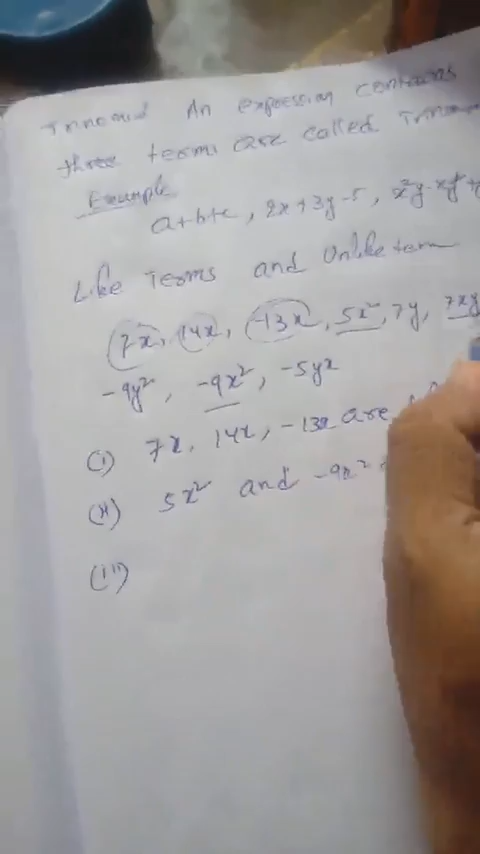 Trinomial An expression contains
three terms are called Trinom
Example
a+b+c, 2x+3y-5, x²y-xy²+
Like Terms and Unlike term
7x, 14x, -13x, 5x², 7y, 7xy
-9y², -9x², -5yx
(i) 7x, 14x, -13x are
(ii) 5x² and -9x²
(iii)